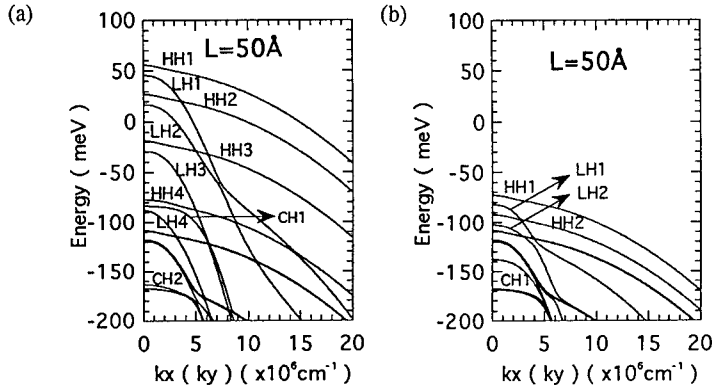 (a)
L=50Å
Energy ( meV)
100
50
0
-50
-100
-150
-200
HH1
LH1
HH2
LH2
HH3
LH3
HH4
LH4
CH1
CH2
0 5 10 15 20
kx ( ky ) ( x10⁶cm⁻¹)
(b)
L=50Å
Energy ( meV)
100
50
0
-50
-100
-150
-200
LH1
HH1
LH2
HH2
CH1
0 5 10 15 20
kx ( ky ) ( x10⁶cm⁻¹)